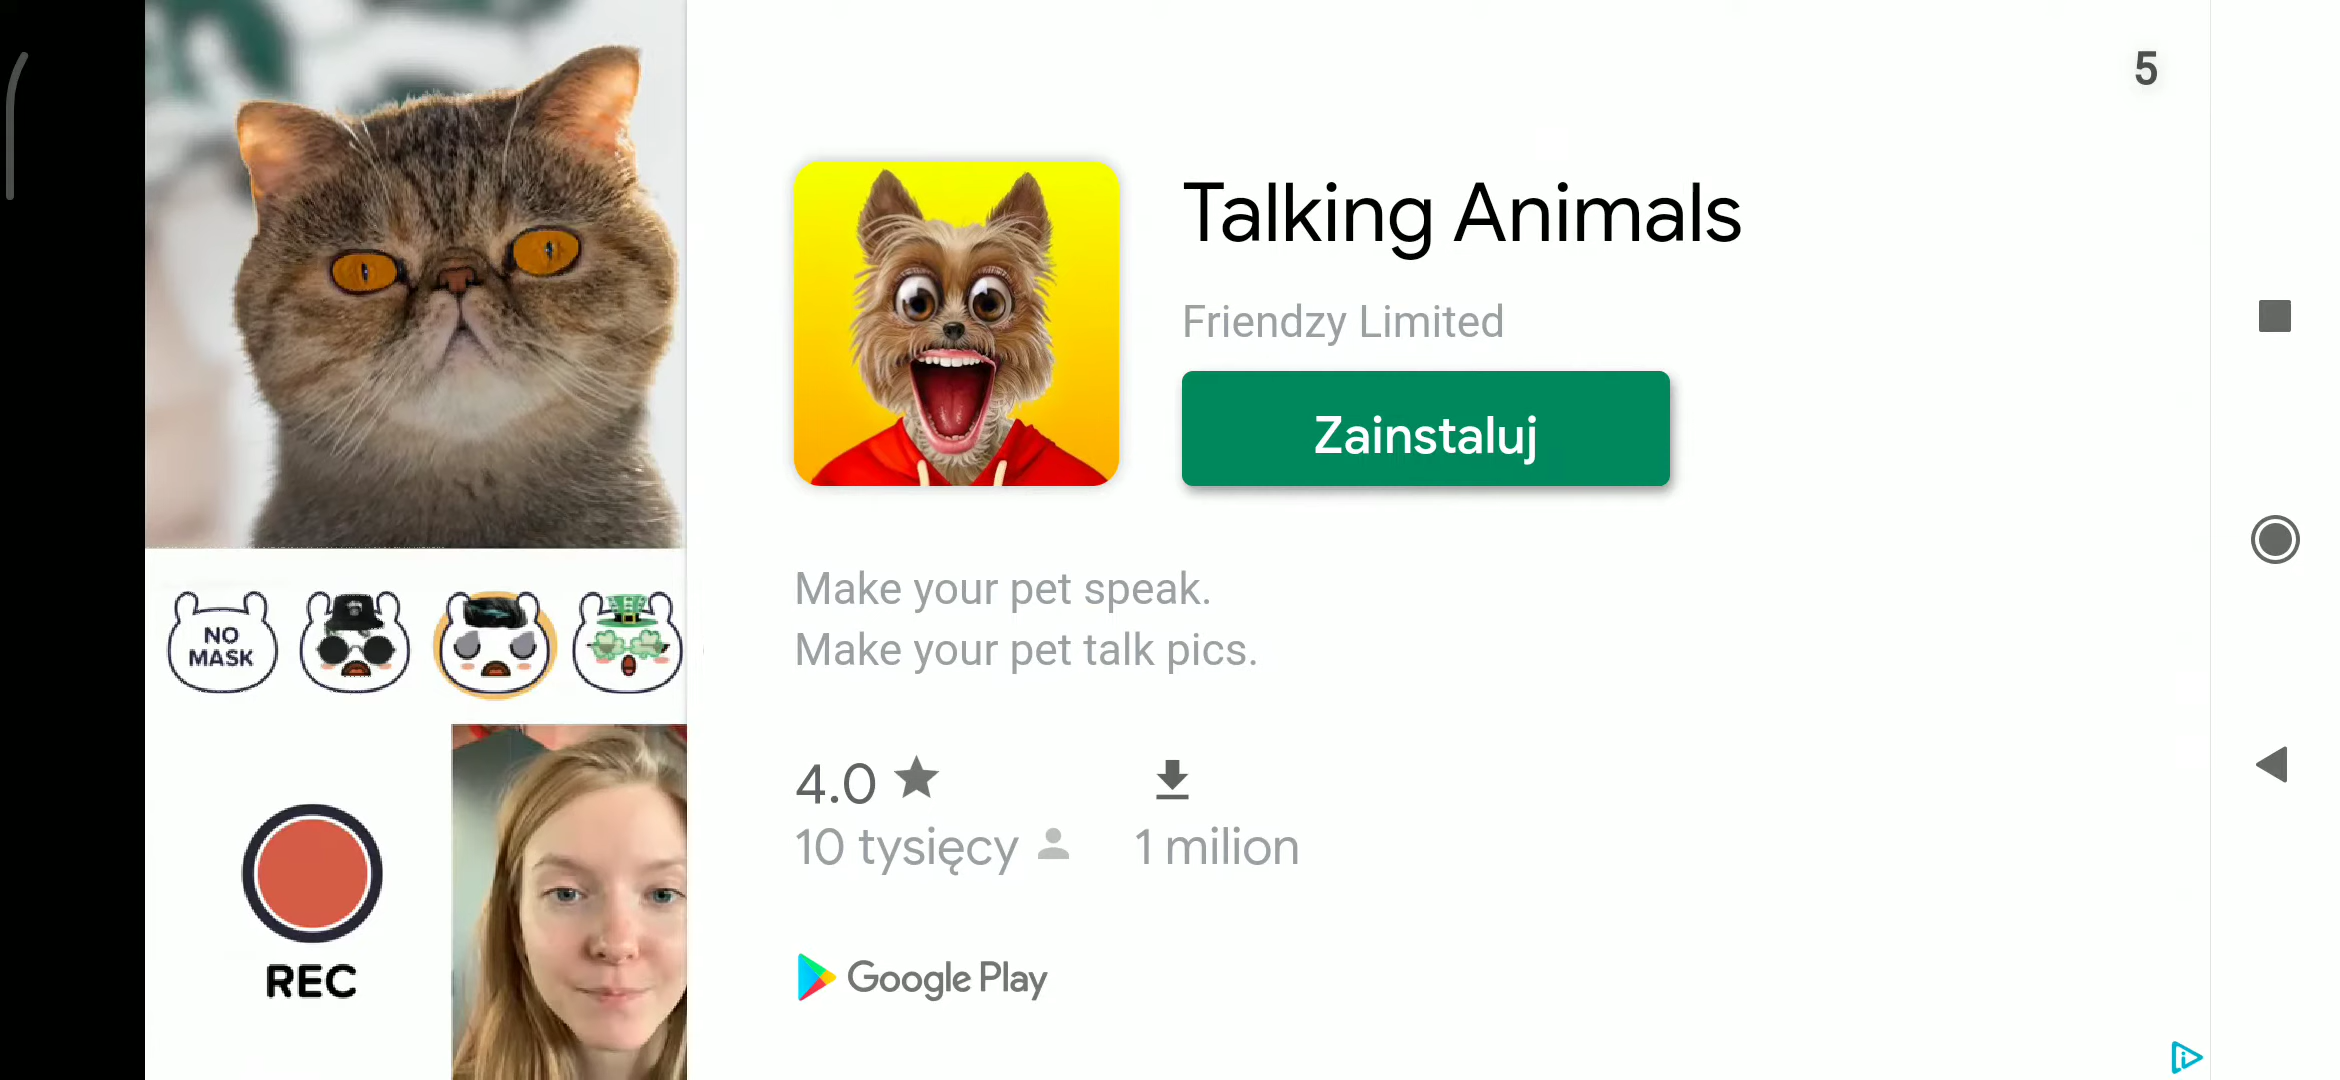 5
Talking Animals
Friendzy Limited
Zainstaluj
Make your pet speak.
Make your pet talk pics.
NO
MASK
REC
4.0
10 tysięcy
1 milion
Google Play